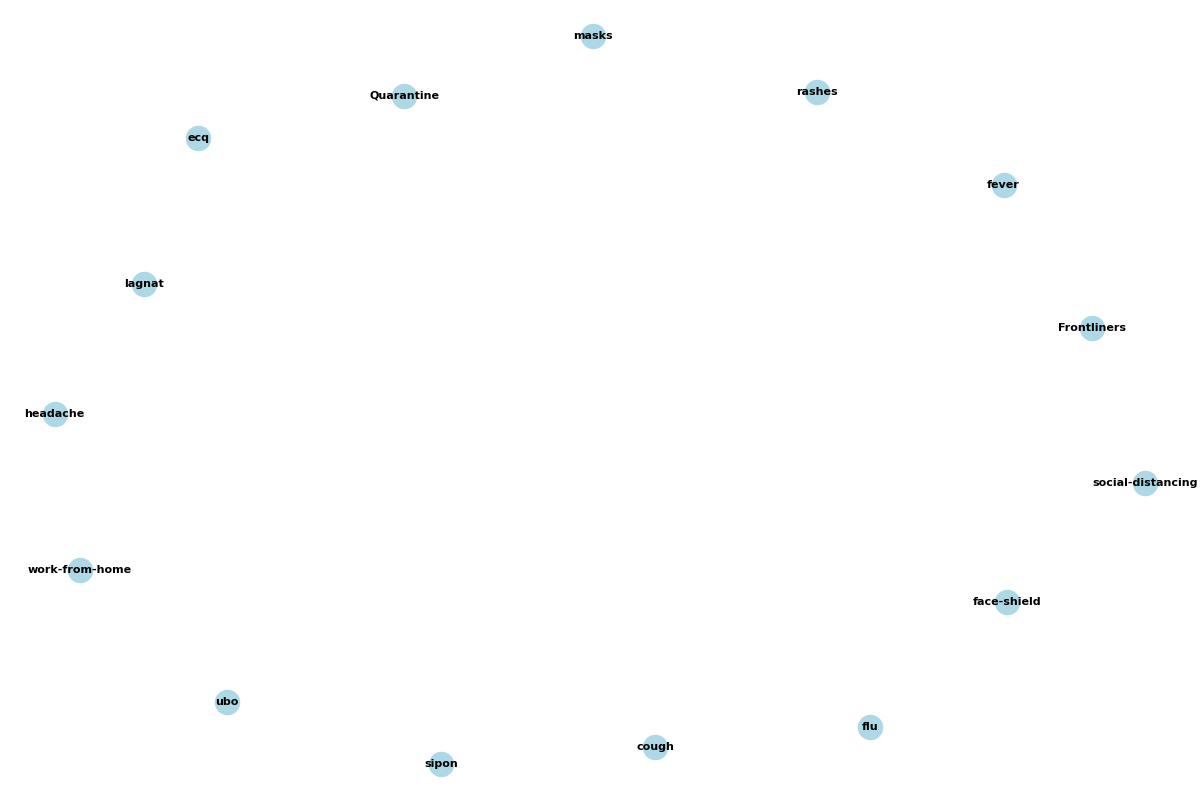 masks
rashes
Quarantine
ecq
fever
lagnat
Frontliners
headache
social-distancing
work-from-home
face-shield
ubo
flu
cough
sipon